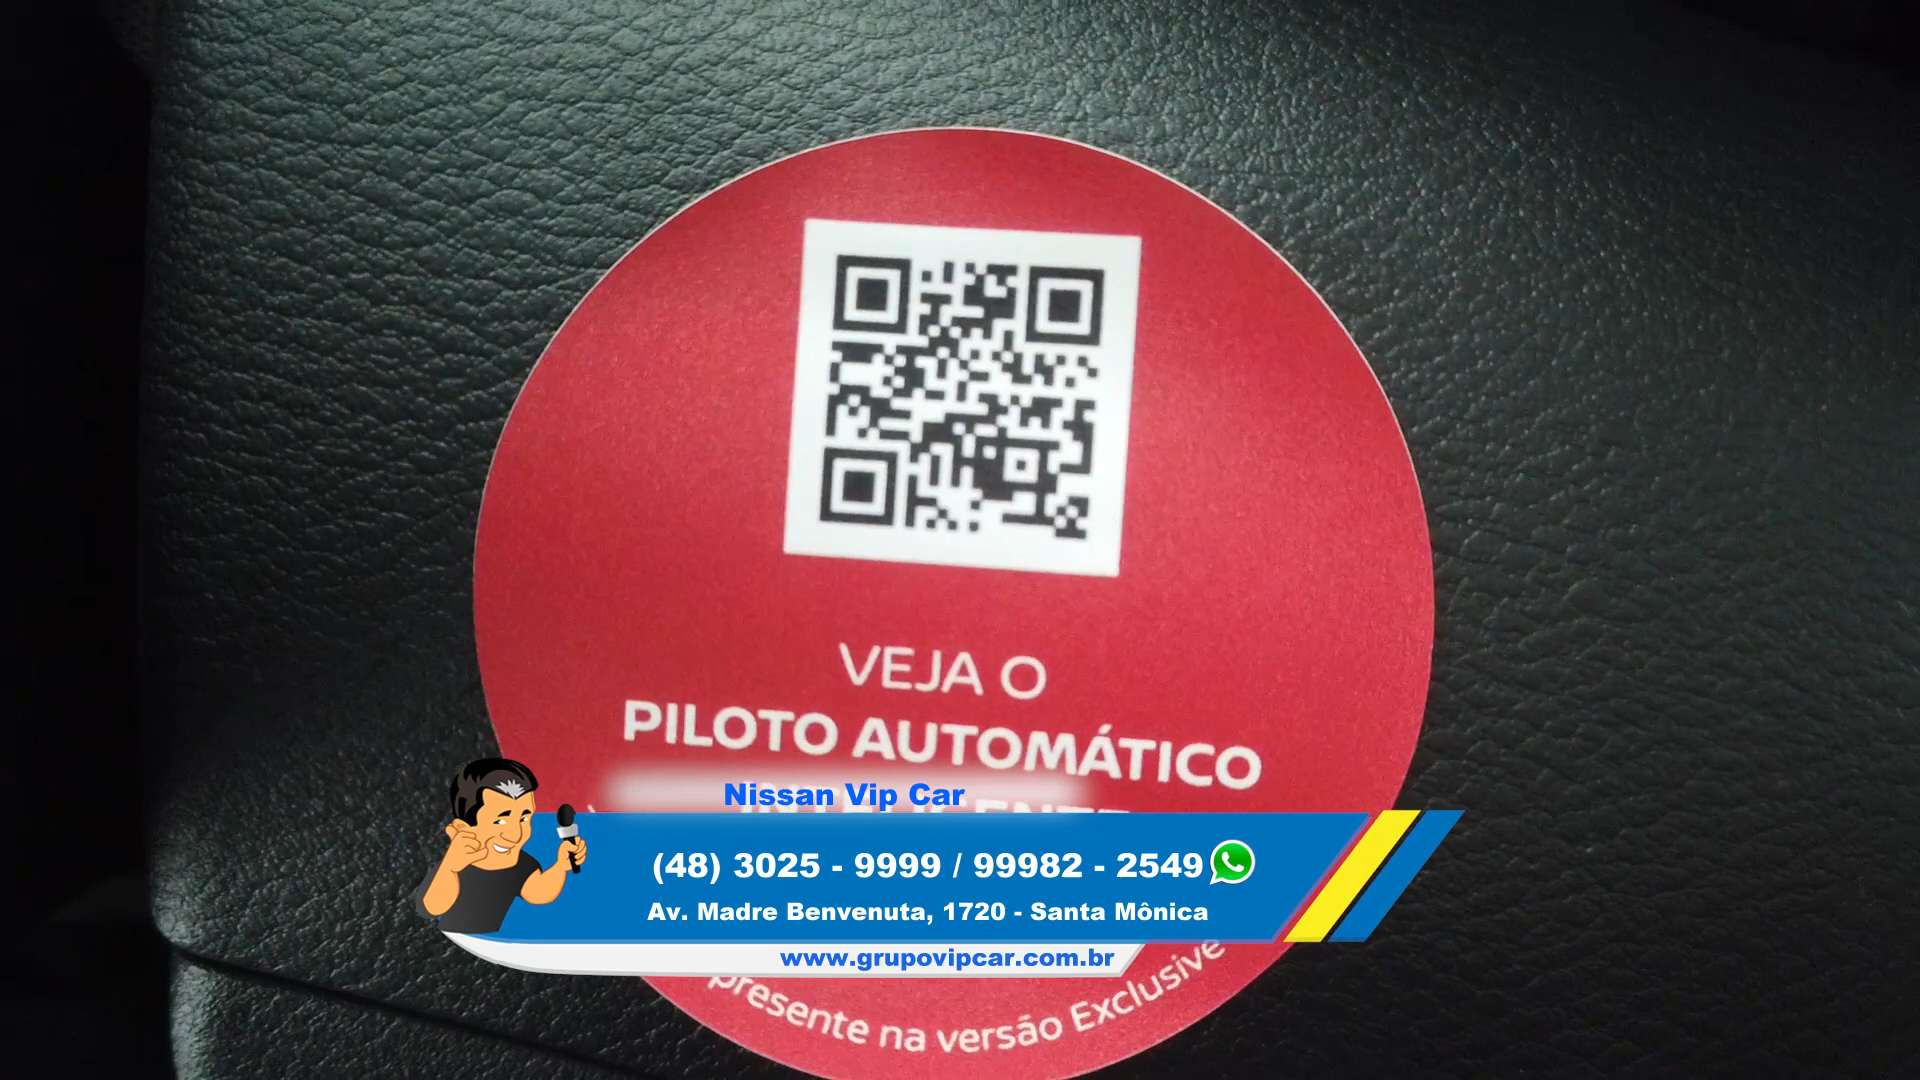 VEJA O
PILOTO AUTOMÁTICO
Nissan Vip Car
(48) 3025 - 9999 / 99982 - 2549
Av. Madre Benvenuta, 1720 - Santa Mônica
www.grupovipcar.com.br
presente na versão Exclusive